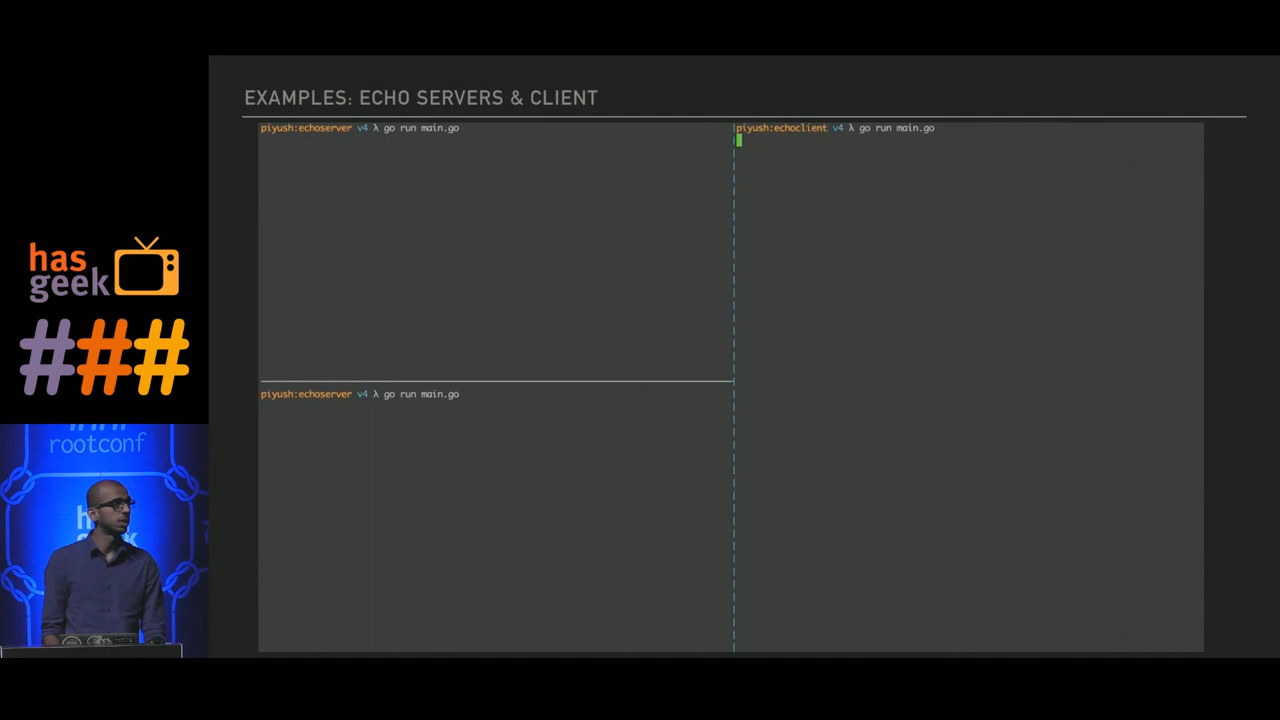 EXAMPLES: ECHO SERVERS & CLIENT
piyush:echoserver v4 λ go run main.go
piyush:echoclient v4 λ go run main.go
piyush:echoserver v4 λ go run main.go
has
geek
###
rootconf
has